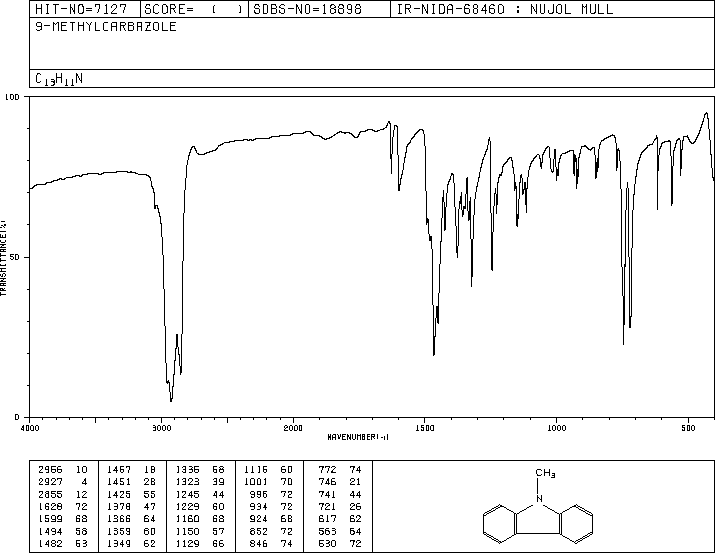 HIT-NO=7127 SCORE= ( ) SDBS-NO=18898 IR-NIDA-68460 : NUJOL MULL
9-METHYLCARBAZOLE
C13H11N
100
50
0
TRANSMITTANCE(%)
4000 3000 2000 1500 1000 500
WAVENUMBER(-1)
2966 10 1467 18 1336 68 1116 60 772 74
2927 4 1451 28 1323 39 1001 70 746 21
2855 12 1425 55 1245 44 996 72 741 44
1628 72 1378 47 1229 60 934 72 721 26
1599 68 1366 64 1160 68 924 68 617 62
1494 58 1359 60 1150 57 852 72 563 64
1482 53 1349 62 1129 66 846 74 530 72
CH3
N